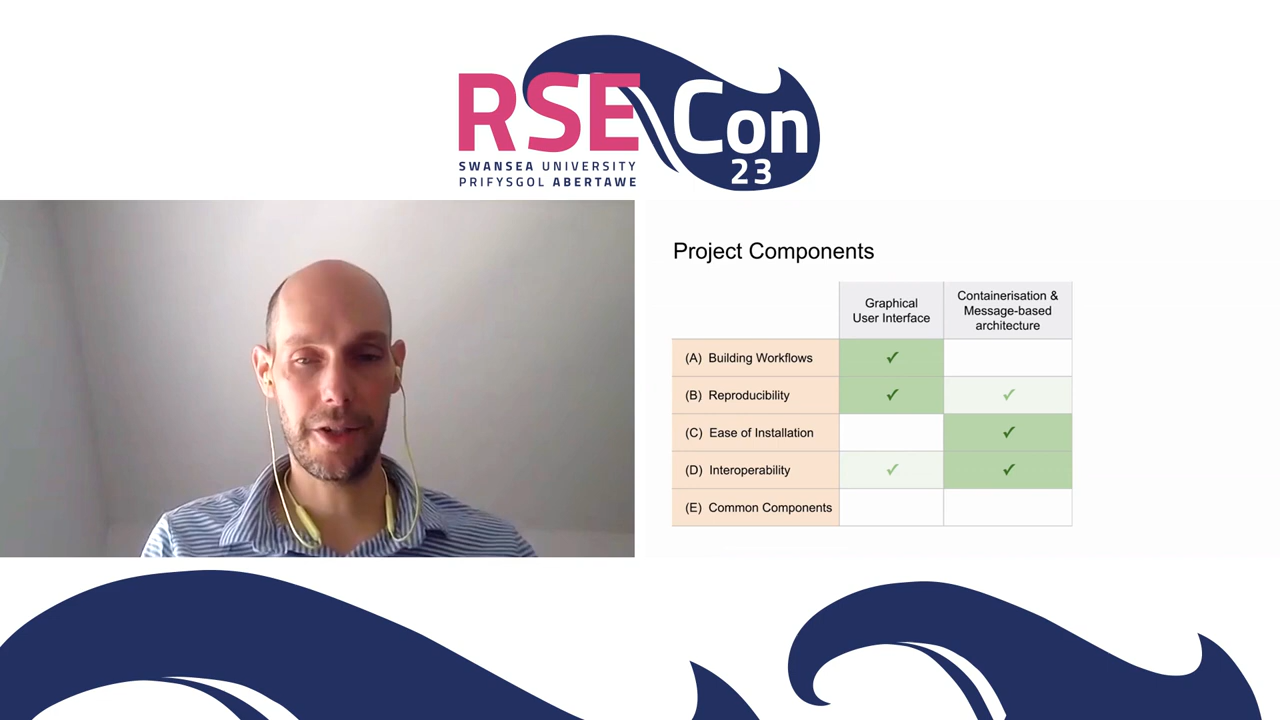 RSE Con
SWANSEA UNIVERSITY
PRIFYSGOL ABERTAWE
23
Project Components
Graphical
User Interface
Containerisation &
Message-based
architecture
(A) Building Workflows ✓
(B) Reproducibility ✓ ✓
(C) Ease of Installation ✓
(D) Interoperability ✓ ✓
(E) Common Components